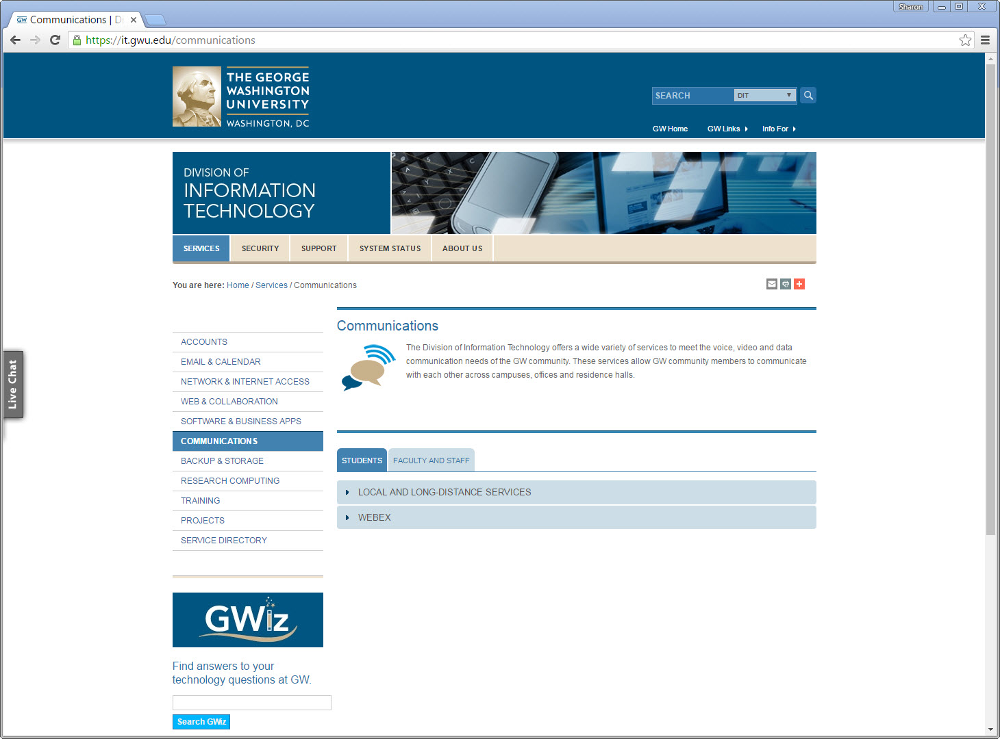 Sharon
GW Communications | D
https://it.gwu.edu/communications
THE GEORGE
WASHINGTON
UNIVERSITY
WASHINGTON, DC
SEARCH DIT
GW Home GW Links Info For
DIVISION OF
INFORMATION
TECHNOLOGY
SERVICES SECURITY SUPPORT SYSTEM STATUS ABOUT US
You are here: Home / Services / Communications
Communications
The Division of Information Technology offers a wide variety of services to meet the voice, video and data
communication needs of the GW community. These services allow GW community members to communicate
with each other across campuses, offices and residence halls.
ACCOUNTS
EMAIL & CALENDAR
NETWORK & INTERNET ACCESS
WEB & COLLABORATION
SOFTWARE & BUSINESS APPS
COMMUNICATIONS
BACKUP & STORAGE
RESEARCH COMPUTING
TRAINING
PROJECTS
SERVICE DIRECTORY
Live Chat
STUDENTS FACULTY AND STAFF
LOCAL AND LONG-DISTANCE SERVICES
WEBEX
GWiz
Find answers to your
technology questions at GW.
Search GWiz